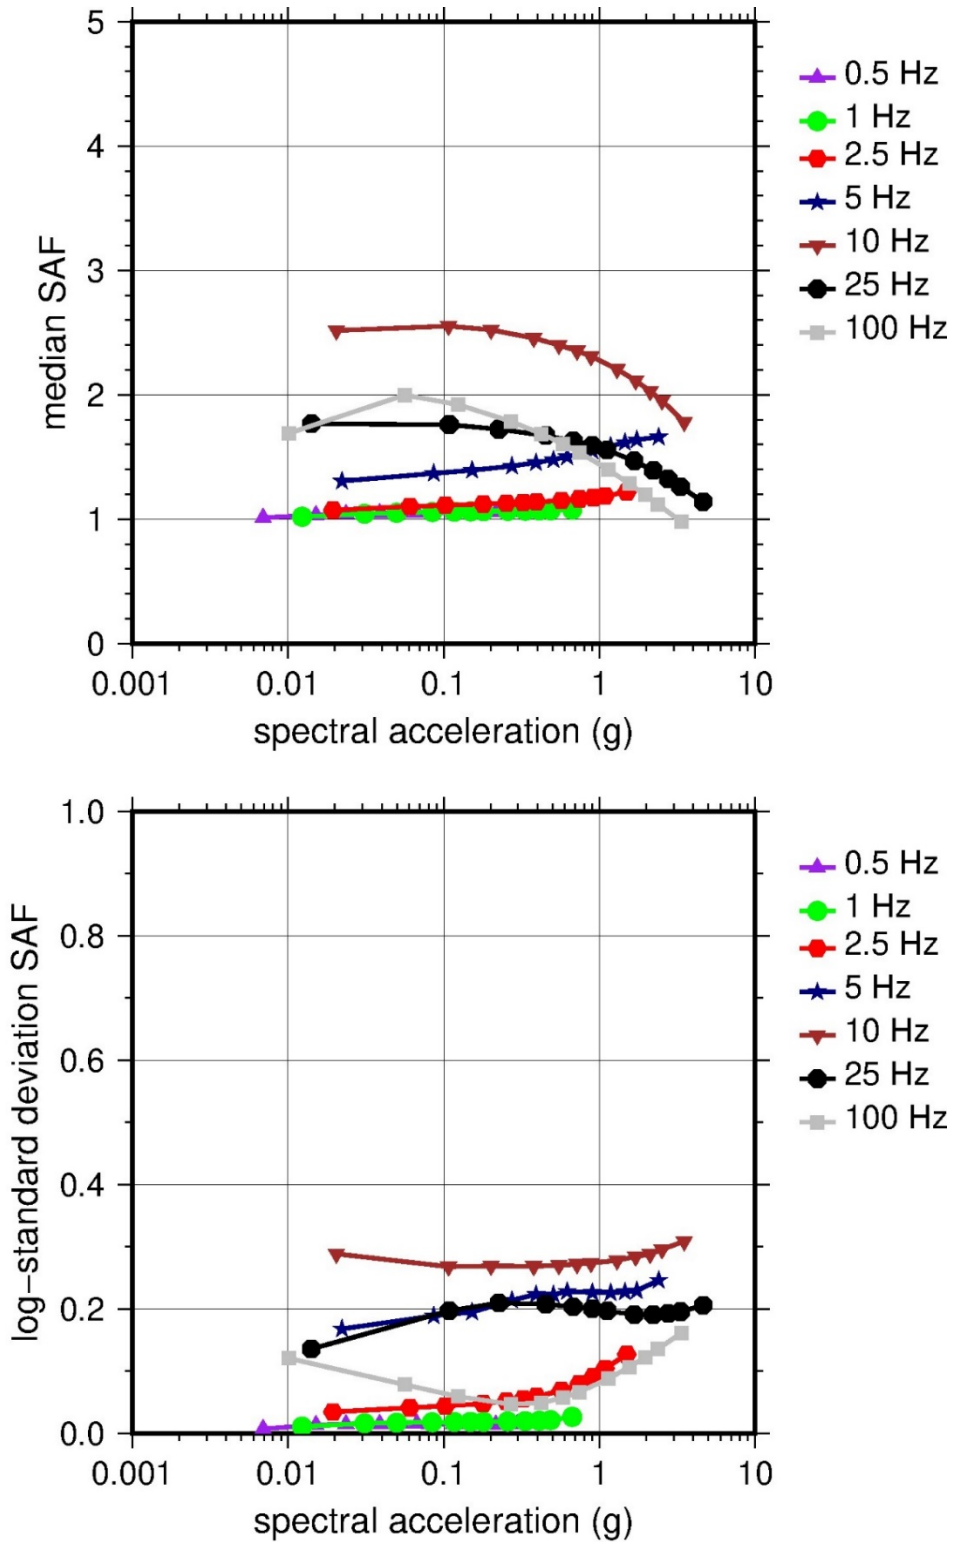 5
4
3
2
1
0
median SAF
0.001 0.01 0.1 1 10
spectral acceleration (g)
0.5 Hz
1 Hz
2.5 Hz
5 Hz
10 Hz
25 Hz
100 Hz
1.0
0.8
0.6
0.4
0.2
0.0
log−standard deviation SAF
0.001 0.01 0.1 1 10
spectral acceleration (g)
0.5 Hz
1 Hz
2.5 Hz
5 Hz
10 Hz
25 Hz
100 Hz